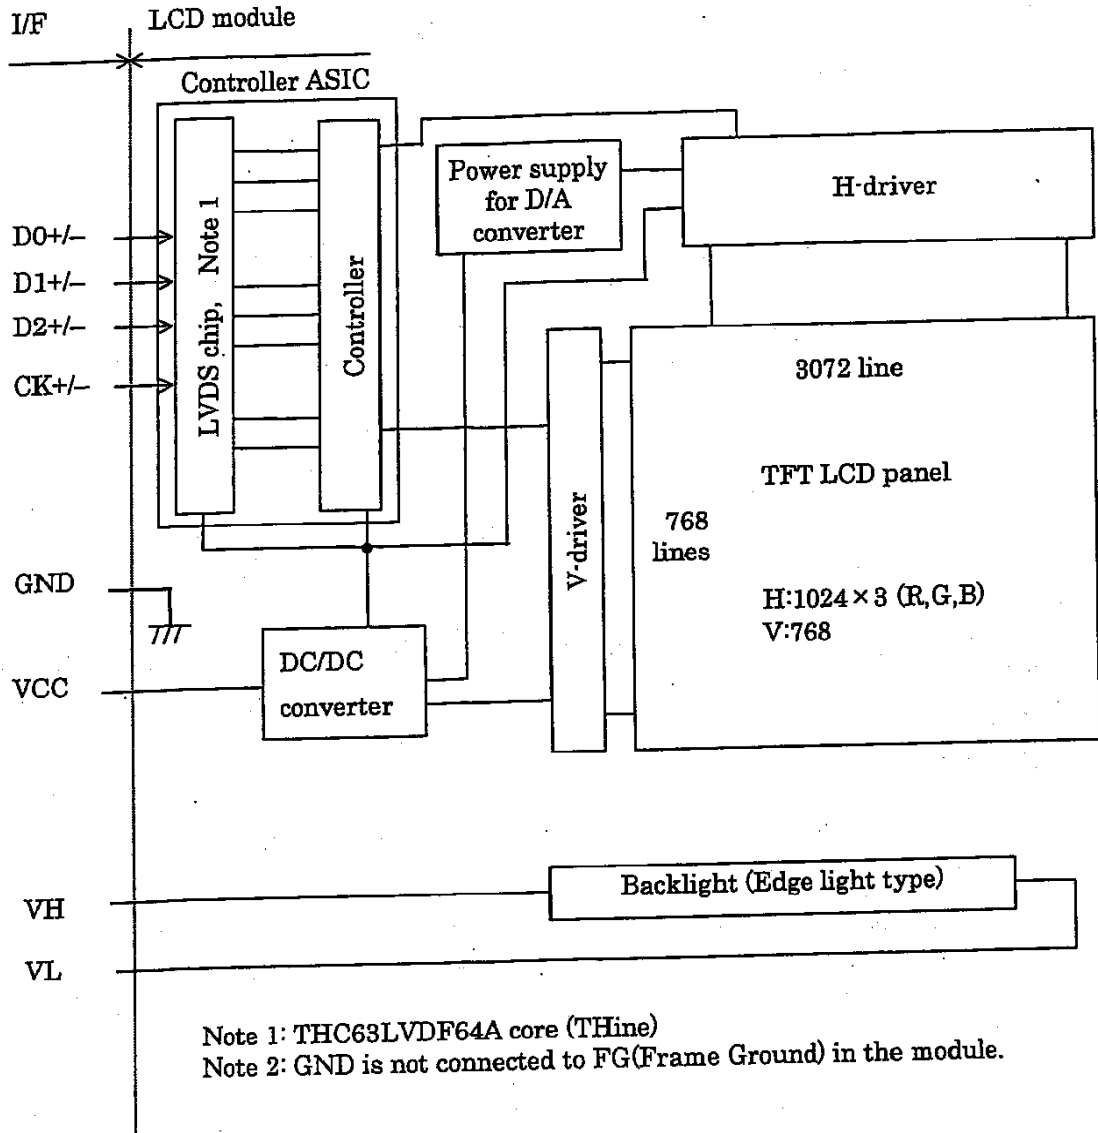 I/F
LCD module
Controller ASIC
LVDS chip, Note 1
Controller
Power supply
for D/A
converter
H-driver
D0+/–
D1+/–
D2+/–
CK+/–
3072 line
TFT LCD panel
768
lines
V-driver
H:1024×3 (R,G,B)
V:768
GND
VCC
DC/DC
converter
Backlight (Edge light type)
VH
VL
Note 1: THC63LVDF64A core (THine)
Note 2: GND is not connected to FG(Frame Ground) in the module.